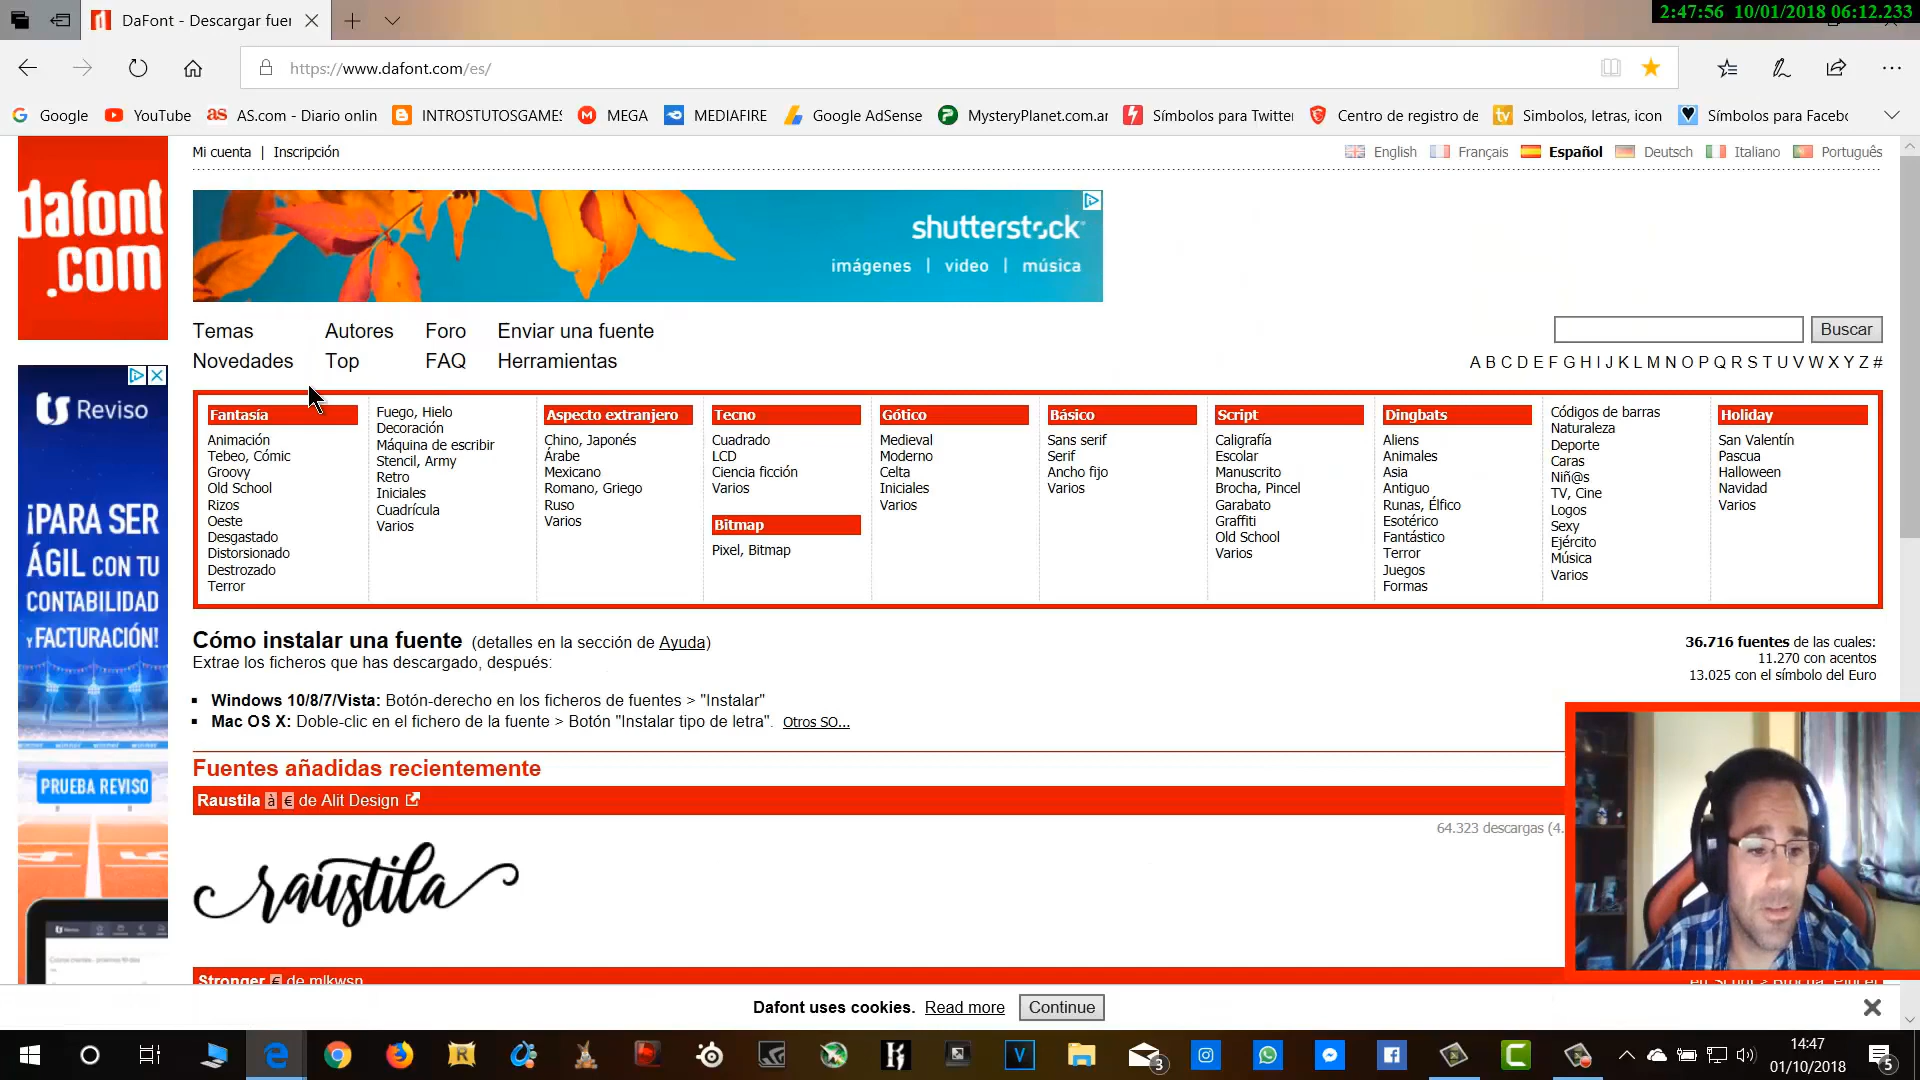 2:47:56 10/01/2018 06:12.233
DaFont - Descargar fuer
https://www.dafont.com/es/
Google YouTube AS.com - Diario onlin INTROSTUTOSGAMES MEGA MEDIAFIRE Google AdSense MysteryPlanet.com.ar Símbolos para Twitter Centro de registro de Simbolos, letras, icon Símbolos para Facebo
dafont
.com
Mi cuenta | Inscripción
English Français Español Deutsch Italiano Português
shutterstock
imágenes | video | música
Temas Autores Foro Enviar una fuente
Novedades Top FAQ Herramientas
Buscar
A B C D E F G H I J K L M N O P Q R S T U V W X Y Z #
Reviso
¡PARA SER
ÁGIL CON TU
CONTABILIDAD
Y FACTURACIÓN!
PRUEBA REVISO
Fantasía
Animación
Tebeo, Cómic
Groovy
Old School
Rizos
Oeste
Desgastado
Distorsionado
Destrozado
Terror
Fuego, Hielo
Decoración
Máquina de escribir
Stencil, Army
Retro
Iniciales
Cuadrícula
Varios
Aspecto extranjero
Chino, Japonés
Árabe
Mexicano
Romano, Griego
Ruso
Varios
Tecno
Cuadrado
LCD
Ciencia ficción
Varios
Bitmap
Pixel, Bitmap
Gótico
Medieval
Moderno
Celta
Iniciales
Varios
Básico
Sans serif
Serif
Ancho fijo
Varios
Script
Caligrafía
Escolar
Manuscrito
Brocha, Pincel
Garabato
Graffiti
Old School
Varios
Dingbats
Aliens
Animales
Asia
Antiguo
Runas, Élfico
Esotérico
Fantástico
Terror
Juegos
Formas
Códigos de barras
Naturaleza
Deporte
Caras
Niñ@s
TV, Cine
Logos
Sexy
Ejército
Música
Varios
Holiday
San Valentín
Pascua
Halloween
Navidad
Varios
Cómo instalar una fuente (detalles en la sección de Ayuda)
Extrae los ficheros que has descargado, después:
Windows 10/8/7/Vista: Botón-derecho en los ficheros de fuentes > "Instalar"
Mac OS X: Doble-clic en el fichero de la fuente > Botón "Instalar tipo de letra". Otros SO...
36.716 fuentes de las cuales:
11.270 con acentos
13.025 con el símbolo del Euro
Fuentes añadidas recientemente
Raustila à € de Alit Design
64.323 descargas (4.
raustila
Stronger € de mlkwsn
en Script > Brocha, Pincel
Dafont uses cookies. Read more Continue
3
14:47
01/10/2018
5